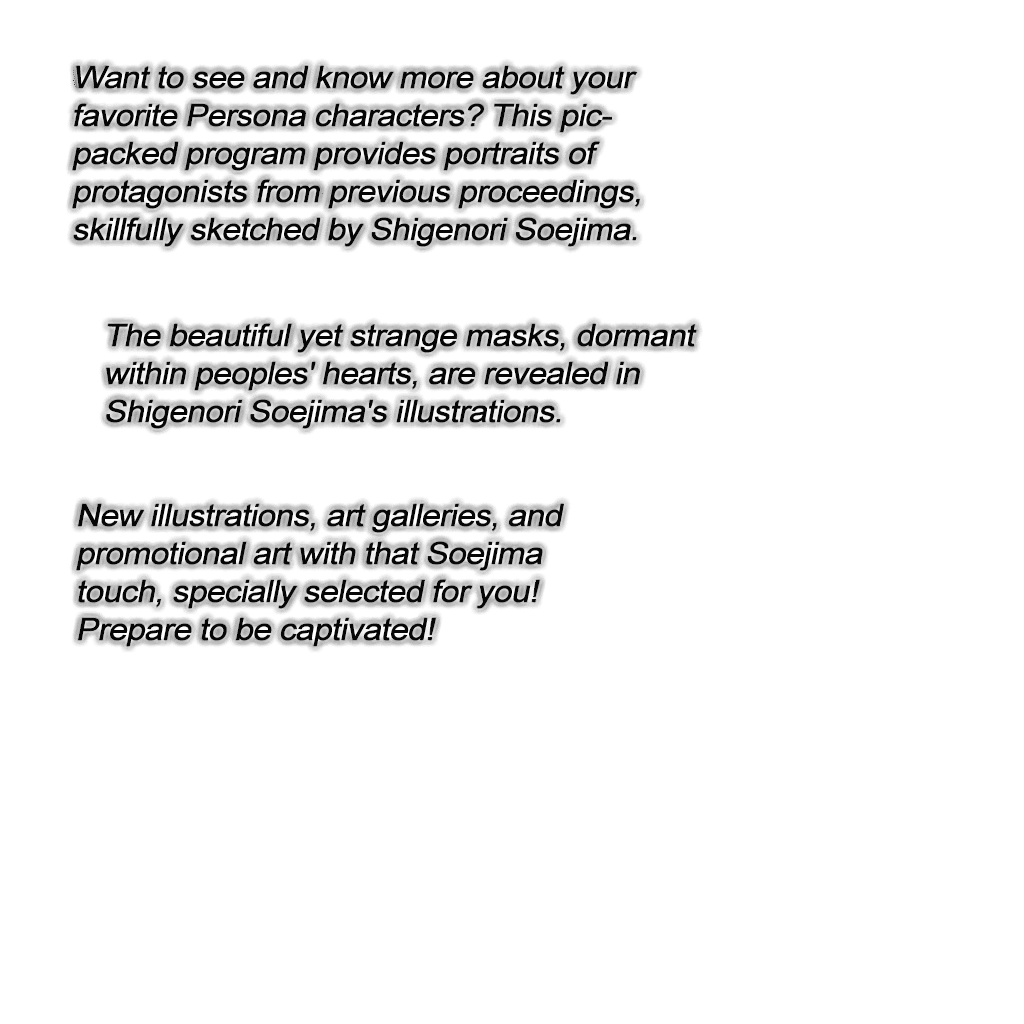 Want to see and know more about your
favorite Persona characters? This pic-
packed program provides portraits of
protagonists from previous proceedings,
skillfully sketched by Shigenori Soejima.
The beautiful yet strange masks, dormant
within peoples' hearts, are revealed in
Shigenori Soejima's illustrations.
New illustrations, art galleries, and
promotional art with that Soejima
touch, specially selected for you!
Prepare to be captivated!